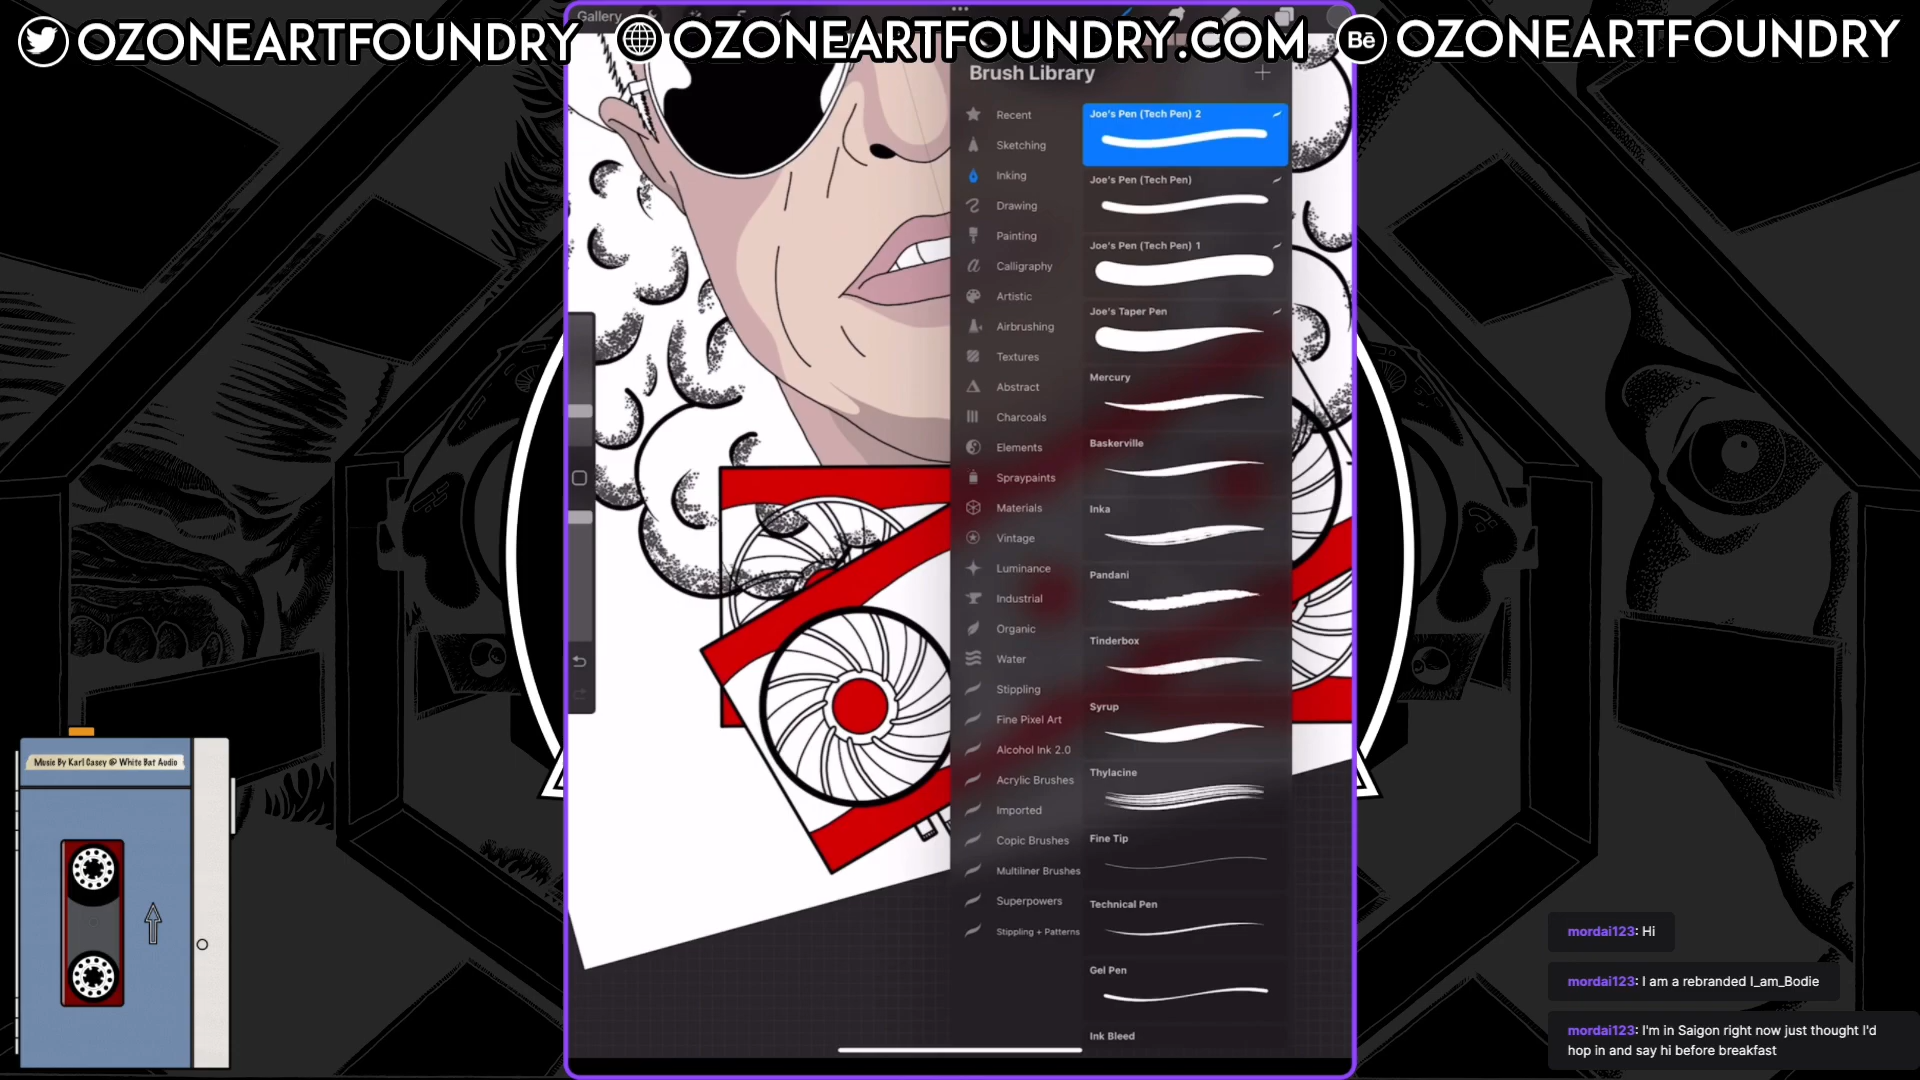 OZONEARTFOUNDRY
OZONEARTFOUNDRY.COM
Bē OZONEARTFOUNDRY
Gallery
Brush Library
Recent
Sketching
Inking
Drawing
Painting
Calligraphy
Artistic
Airbrushing
Textures
Abstract
Charcoals
Elements
Spraypaints
Materials
Vintage
Luminance
Industrial
Organic
Water
Stippling
Fine Pixel Art
Alcohol Ink 2.0
Acrylic Brushes
Imported
Copic Brushes
Multiliner Brushes
Superpowers
Stippling + Patterns
Joe's Pen (Tech Pen) 2
Joe's Pen (Tech Pen)
Joe's Pen (Tech Pen) 1
Joe's Taper Pen
Mercury
Baskerville
Inka
Pandani
Tinderbox
Syrup
Thylacine
Fine Tip
Technical Pen
Gel Pen
Ink Bleed
Music By Karl Casey @ White Bat Audio
mordai123: Hi
mordai123: I am a rebranded I_am_Bodie
mordai123: I'm in Saigon right now just thought I'd
hop in and say hi before breakfast